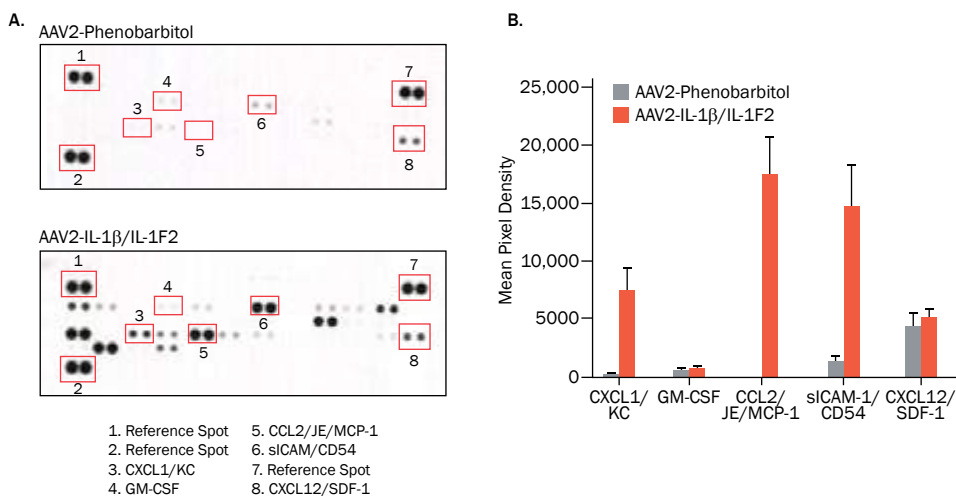 A.
AAV2-Phenobarbitol
1
4
7
3
6
5
8
2
AAV2-IL-1β/IL-1F2
1
4
7
3
6
5
8
2
1. Reference Spot
2. Reference Spot
3. CXCL1/KC
4. GM-CSF
5. CCL2/JE/MCP-1
6. sICAM/CD54
7. Reference Spot
8. CXCL12/SDF-1
B.
AAV2-Phenobarbitol
AAV2-IL-1β/IL-1F2
Mean Pixel Density
25,000
20,000
15,000
10,000
5000
0
CXCL1/
KC
GM-CSF
CCL2/
JE/MCP-1
sICAM-1/
CD54
CXCL12/
SDF-1